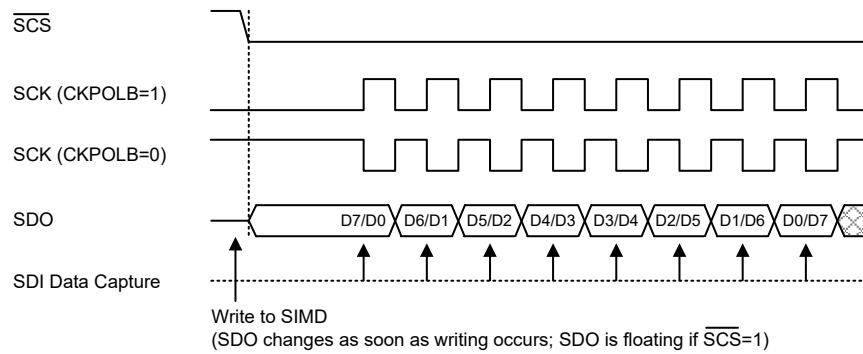 SCS
SCK (CKPOLB=1)
SCK (CKPOLB=0)
SDO
D7/D0 D6/D1 D5/D2 D4/D3 D3/D4 D2/D5 D1/D6 D0/D7
SDI Data Capture
Write to SIMD
(SDO changes as soon as writing occurs; SDO is floating if SCS=1)